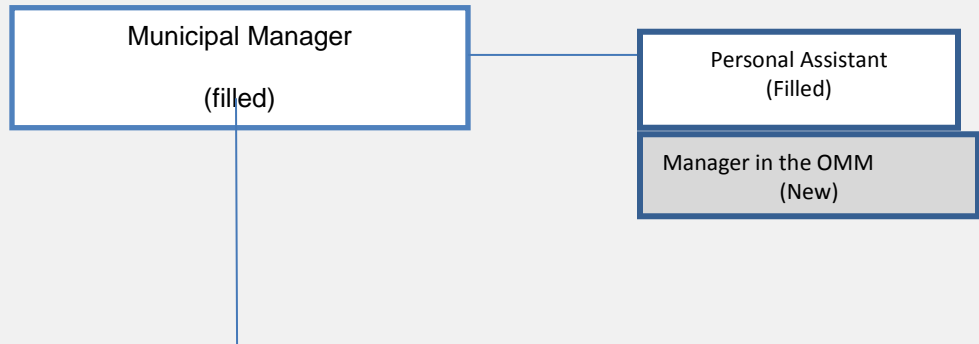 Municipal Manager
(filled)
Personal Assistant
(Filled)
Manager in the OMM
(New)